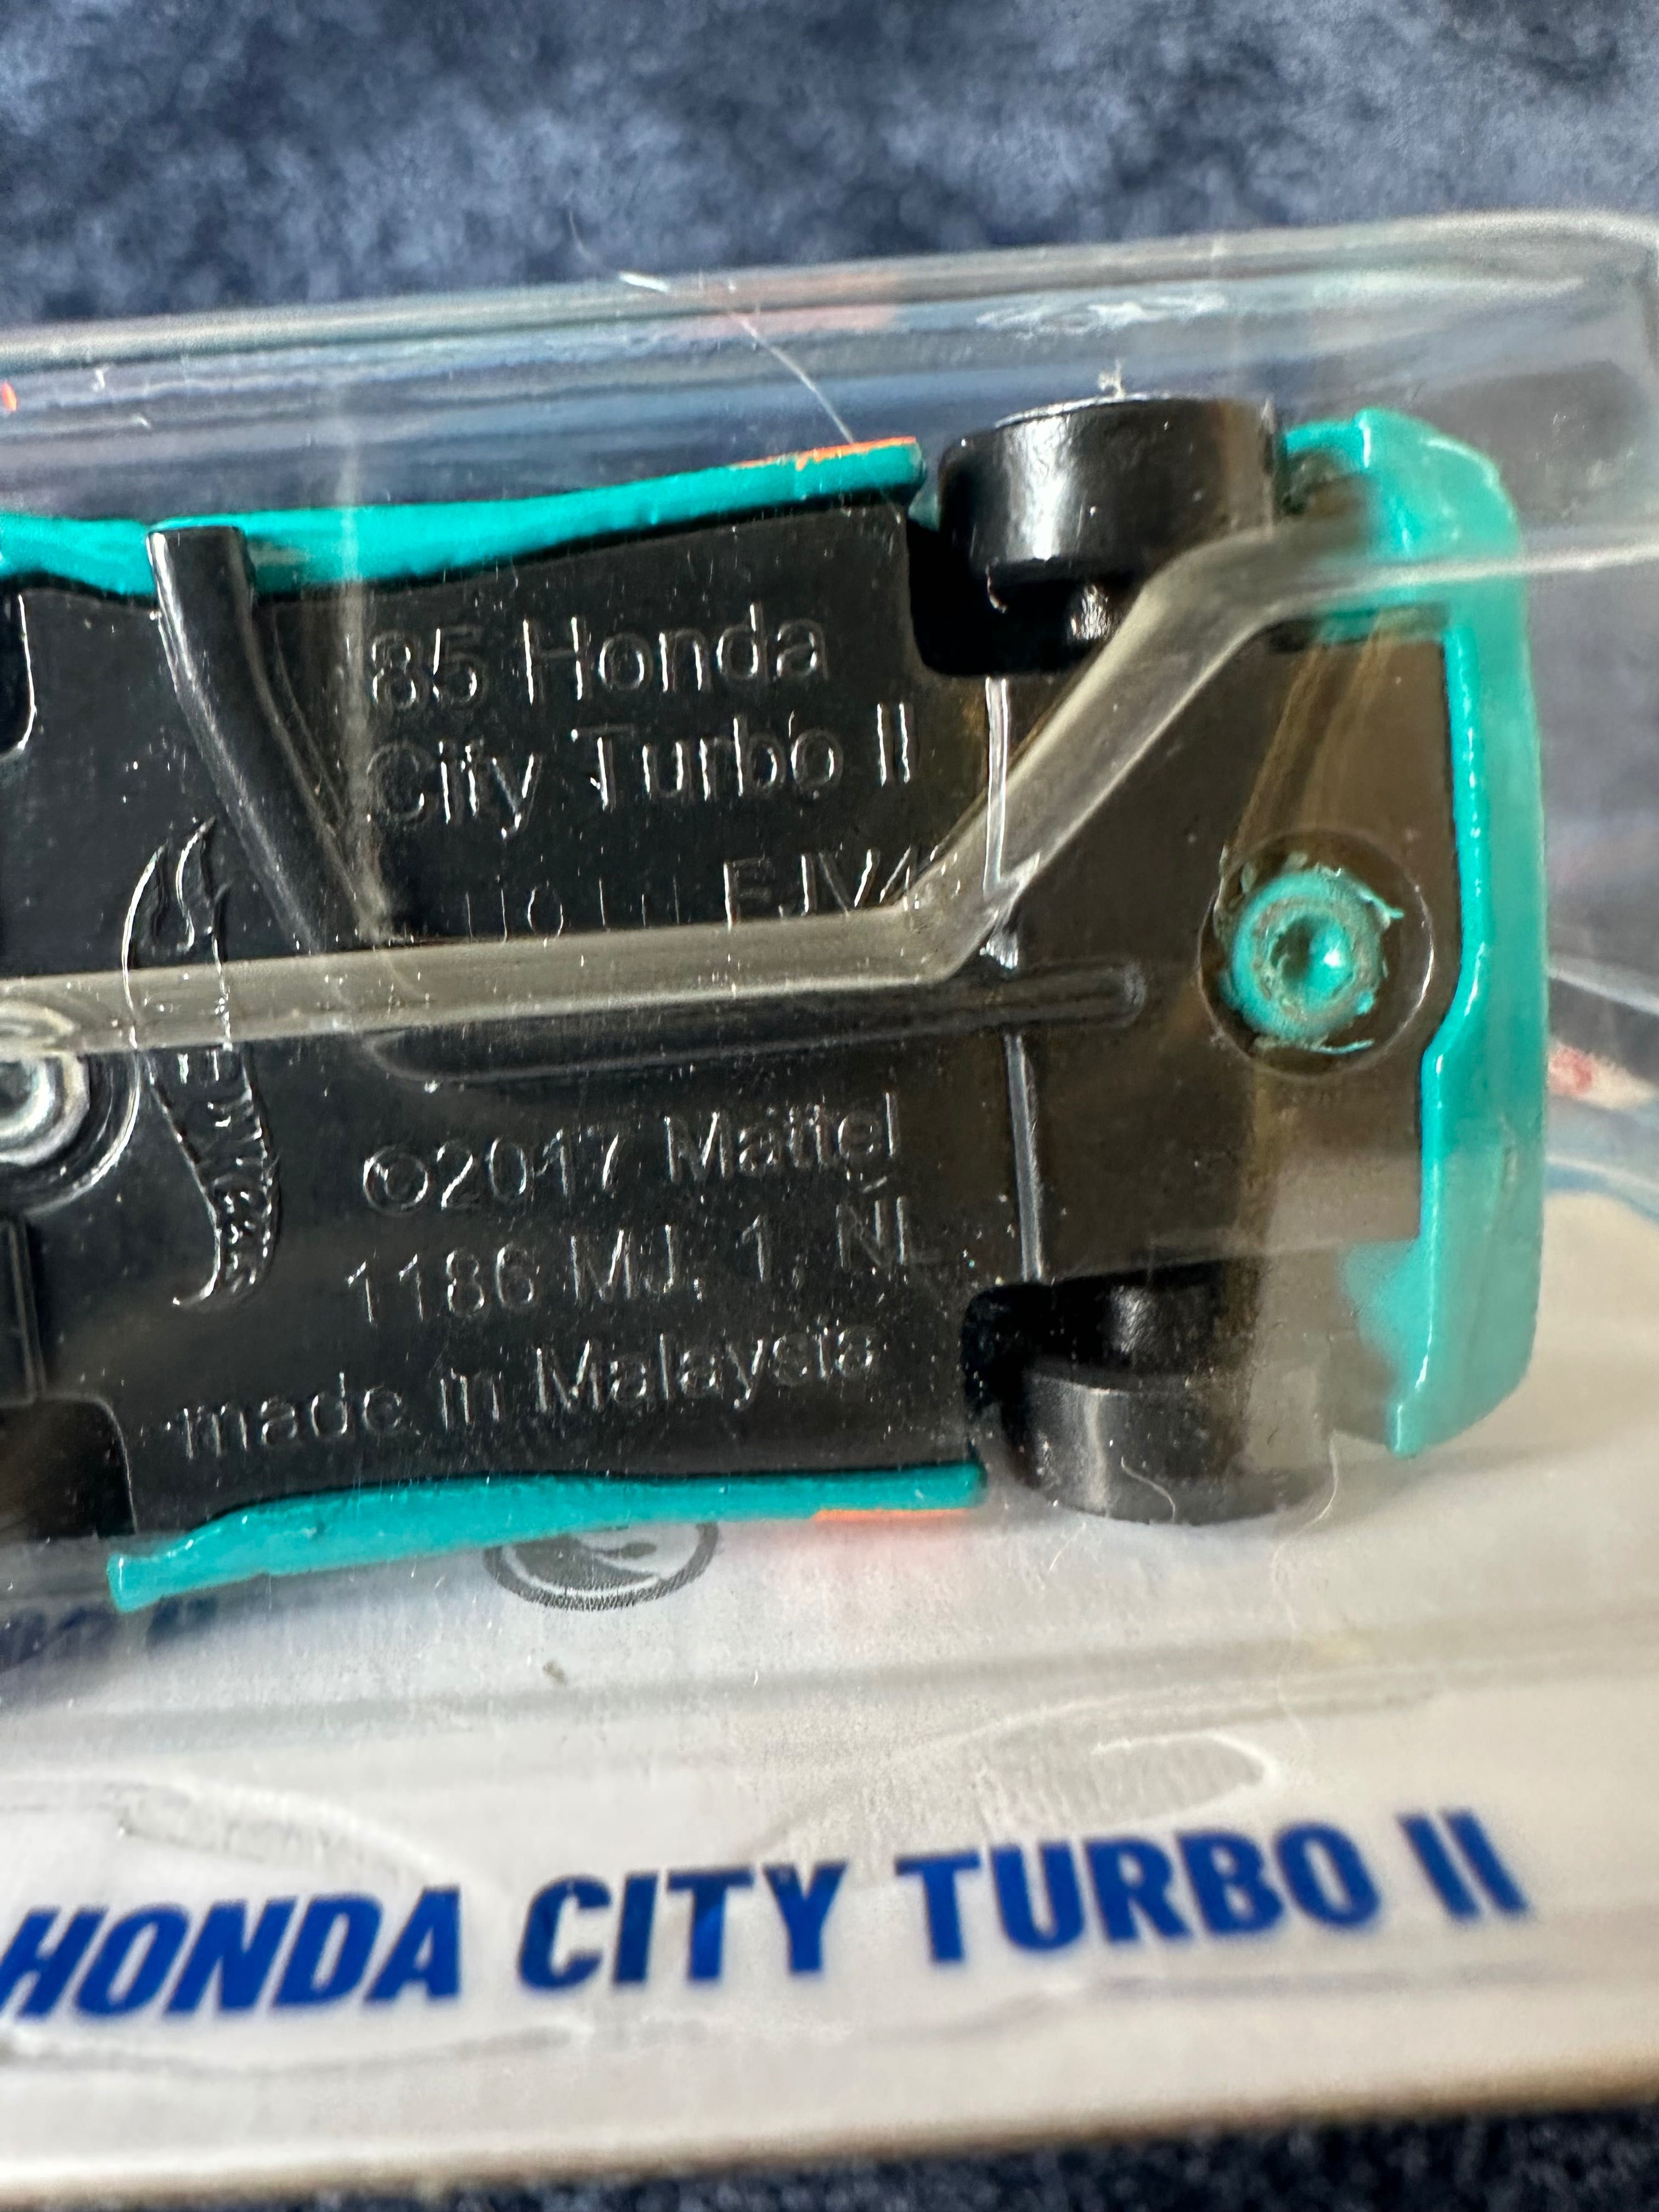 '85 Honda
City Turbo II
©2017 Mattel
1186 MJ, 1, NL
made in Malaysia
HONDA CITY TURBO II